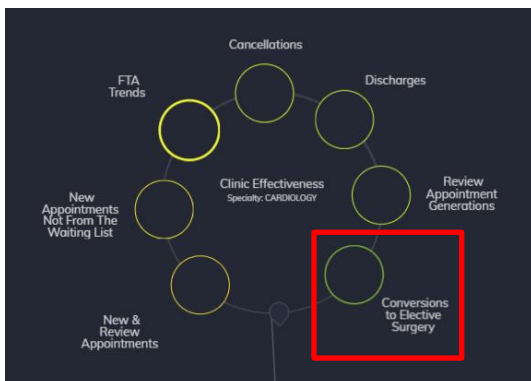 Cancellations
FTA
Trends
Discharges
Clinic Effectiveness
Specialty: CARDIOLOGY
New
Appointments
Not From The
Waiting List
Review
Appointment
Generations
New &
Review
Appointments
Conversions
to Elective
Surgery